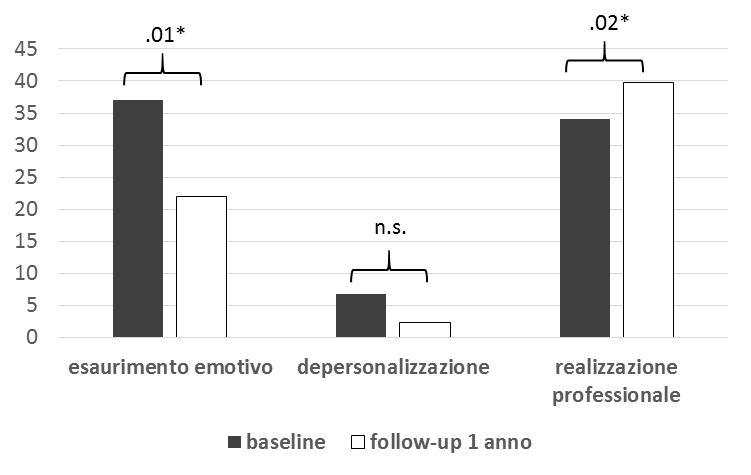 .01*
.02*
n.s.
45
40
35
30
25
20
15
10
5
0
esaurimento emotivo
depersonalizzazione
realizzazione
professionale
baseline
follow-up 1 anno